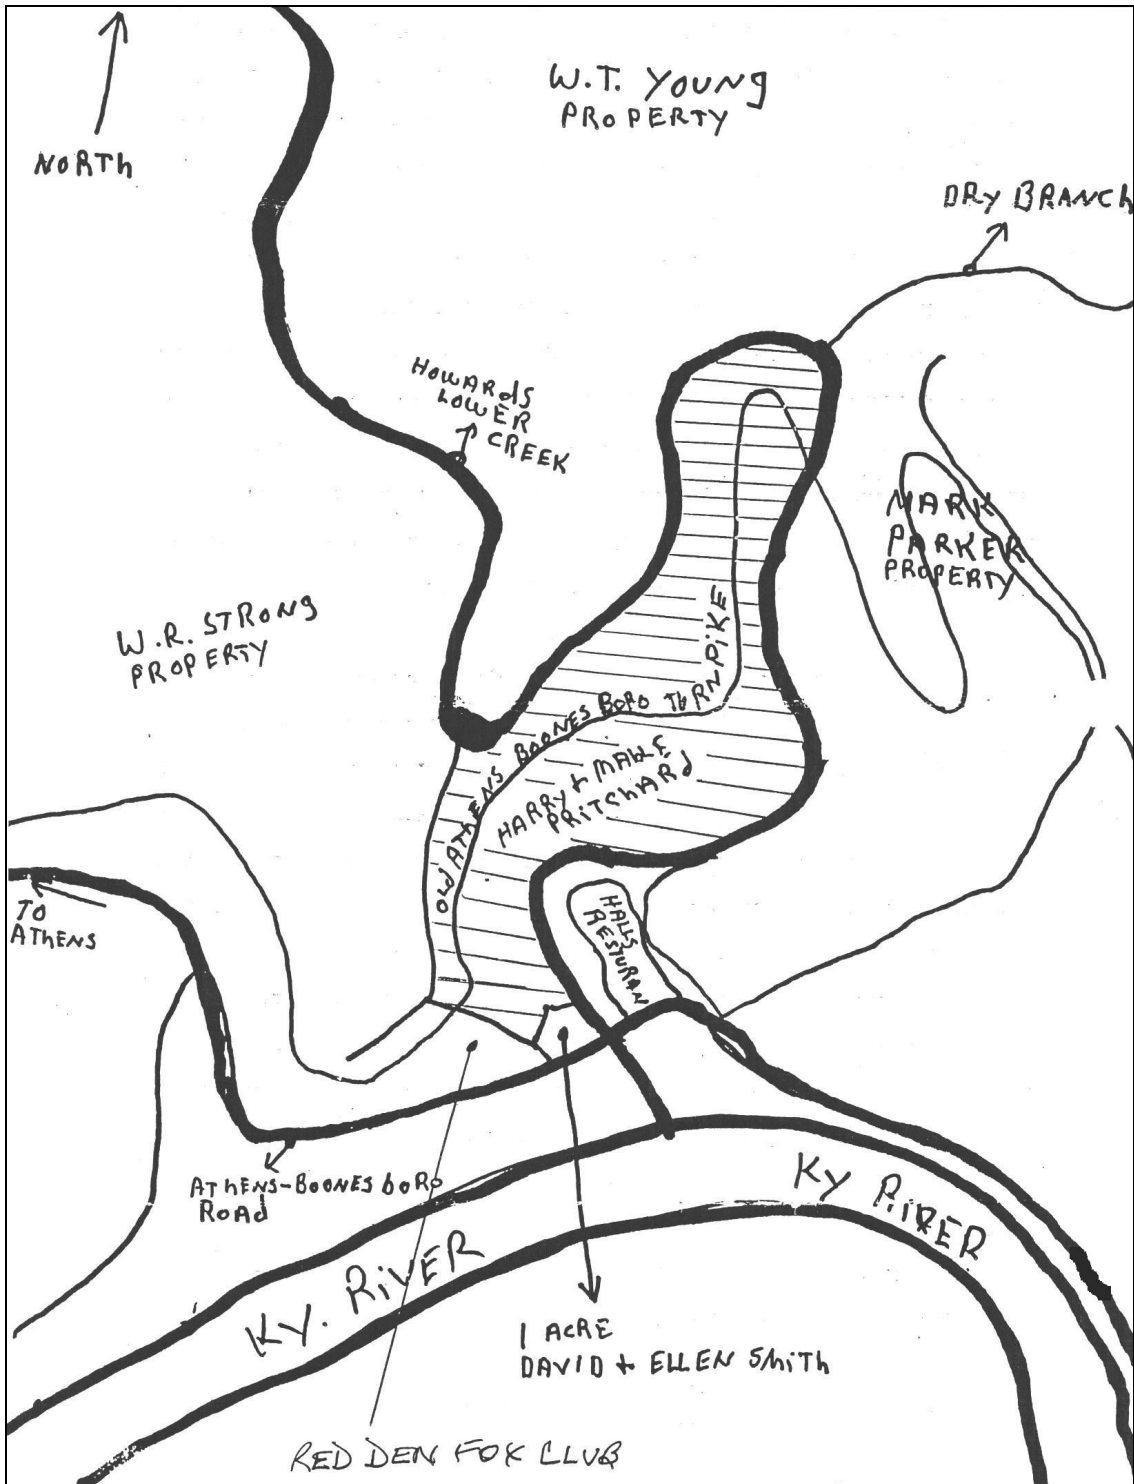 NORTh
W.T. YOUNg
PROPERTY
DRy BRANCh
HOWARdS
LOWER
CREEK
MARK
PARKER
PROPERTY
W.R. STRONg
PROPERTY
OLd AThENS BOONES BORO TURNPiKE
HARRY + MABLE
PRITChARd
HALLS
RESTURAN
TO
AThENS
AThENS-BOONESboRo
ROAd
KY. RiVER
KY RiVER
1 ACRE
DAVID + ELLEN SMiTh
RED DEN FOX CLUB